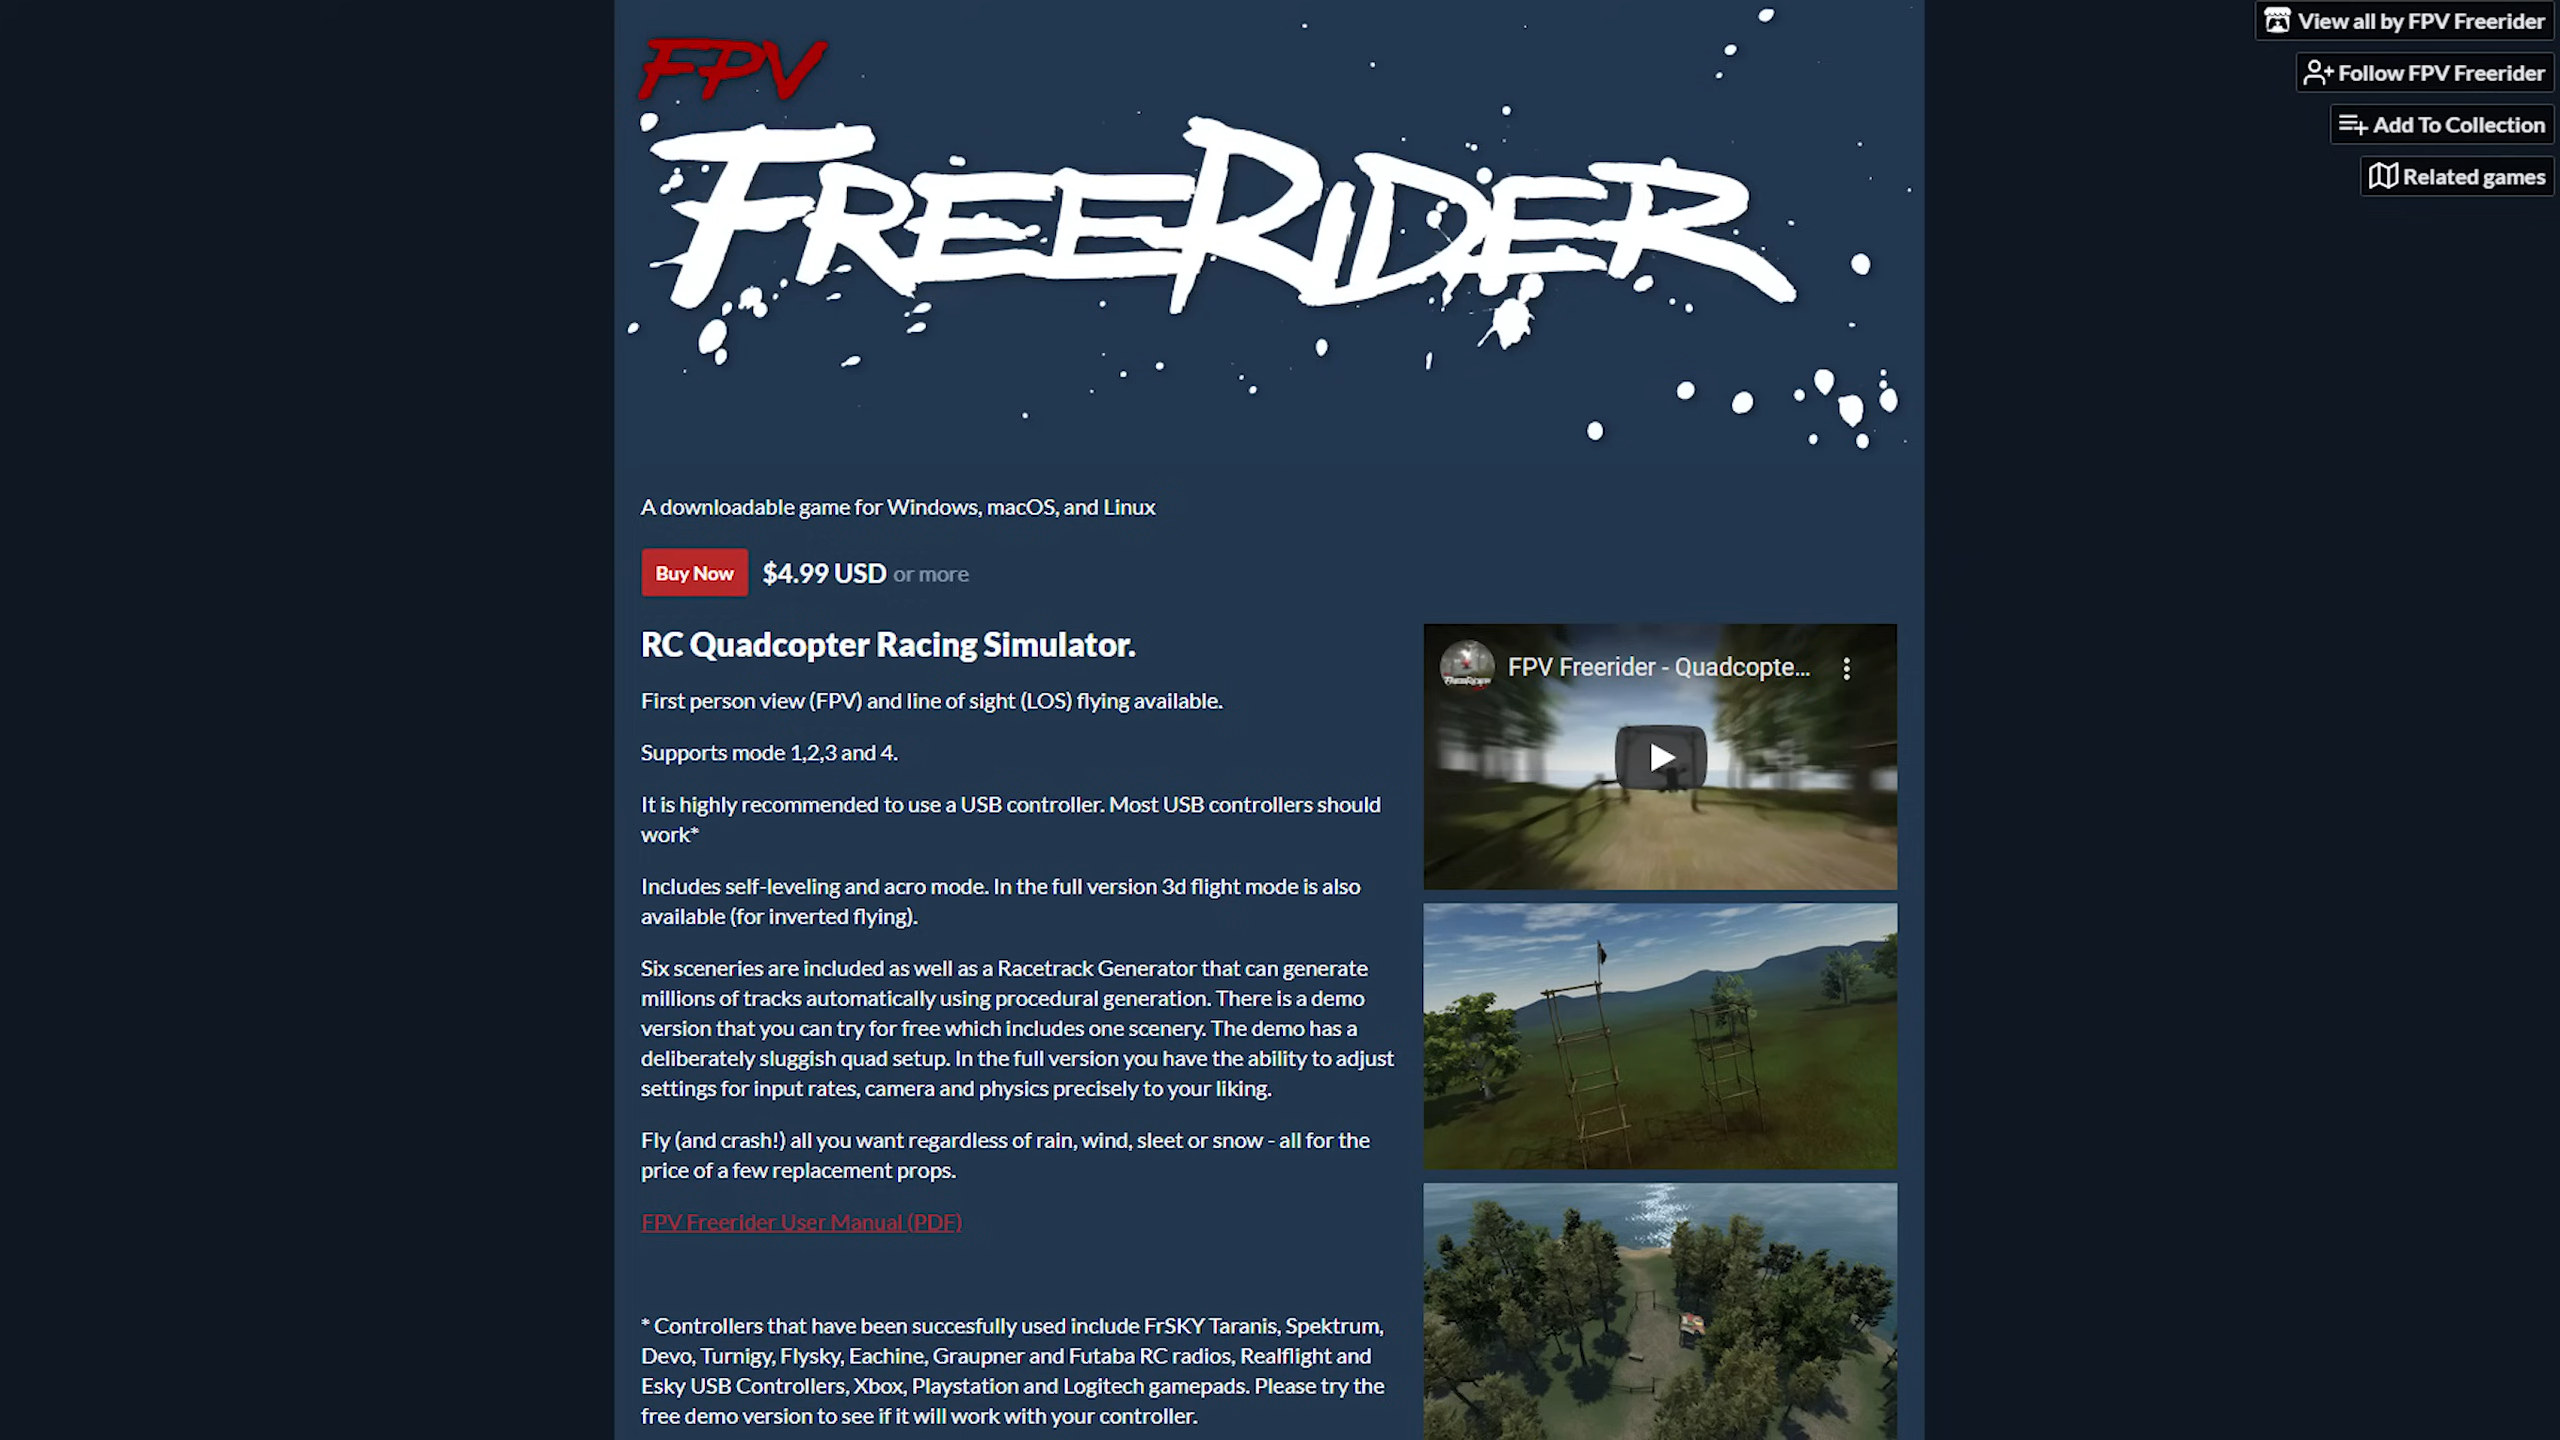 View all by FPV Freerider
Follow FPV Freerider
Add To Collection
Related games
FPV
FREERIDER
A downloadable game for Windows, macOS, and Linux
Buy Now $4.99 USD or more
RC Quadcopter Racing Simulator.
First person view (FPV) and line of sight (LOS) flying available.
Supports mode 1,2,3 and 4.
It is highly recommended to use a USB controller. Most USB controllers should
work*
Includes self-leveling and acro mode. In the full version 3d flight mode is also
available (for inverted flying).
Six sceneries are included as well as a Racetrack Generator that can generate
millions of tracks automatically using procedural generation. There is a demo
version that you can try for free which includes one scenery. The demo has a
deliberately sluggish quad setup. In the full version you have the ability to adjust
settings for input rates, camera and physics precisely to your liking.
Fly (and crash!) all you want regardless of rain, wind, sleet or snow - all for the
price of a few replacement props.
FPV Freerider User Manual (PDF)
* Controllers that have been succesfully used include FrSKY Taranis, Spektrum,
Devo, Turnigy, Flysky, Eachine, Graupner and Futaba RC radios, Realflight and
Esky USB Controllers, Xbox, Playstation and Logitech gamepads. Please try the
free demo version to see if it will work with your controller.
FPV Freerider - Quadcopte...